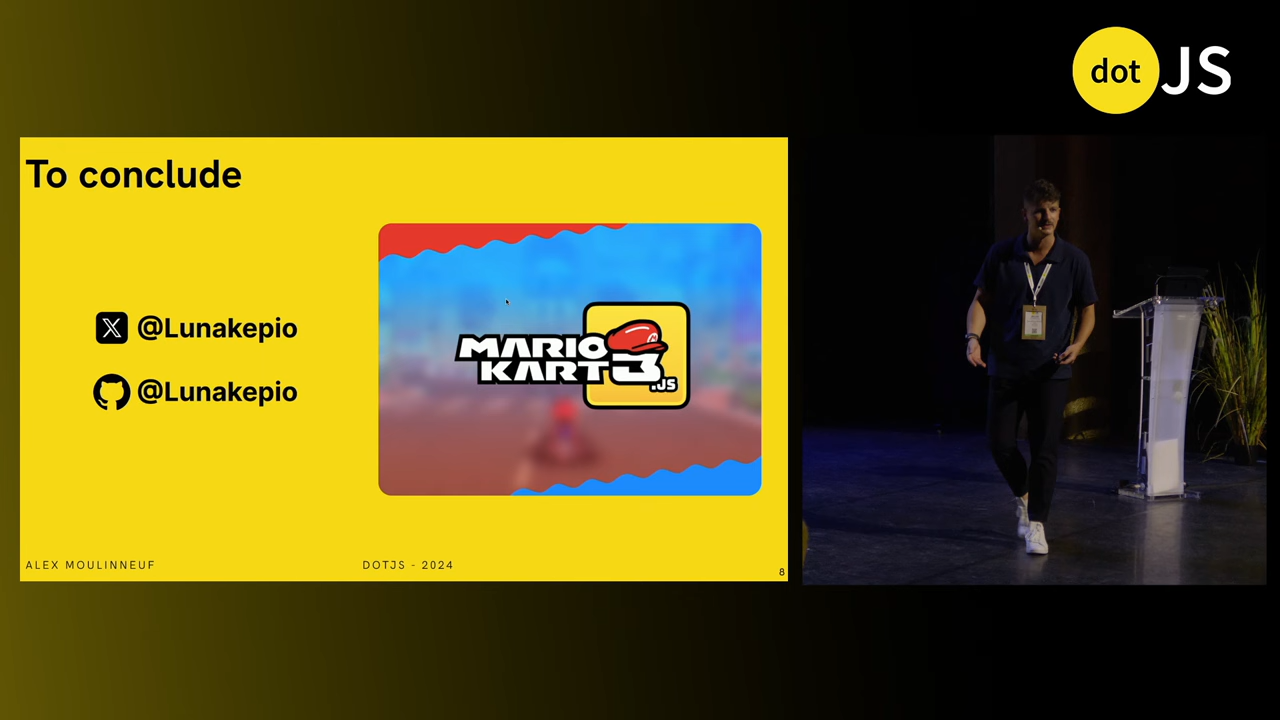 dot JS
To conclude
@Lunakepio
@Lunakepio
MARIO
KART 3
.JS
ALEX MOULINNEUF
DOTJS - 2024
8